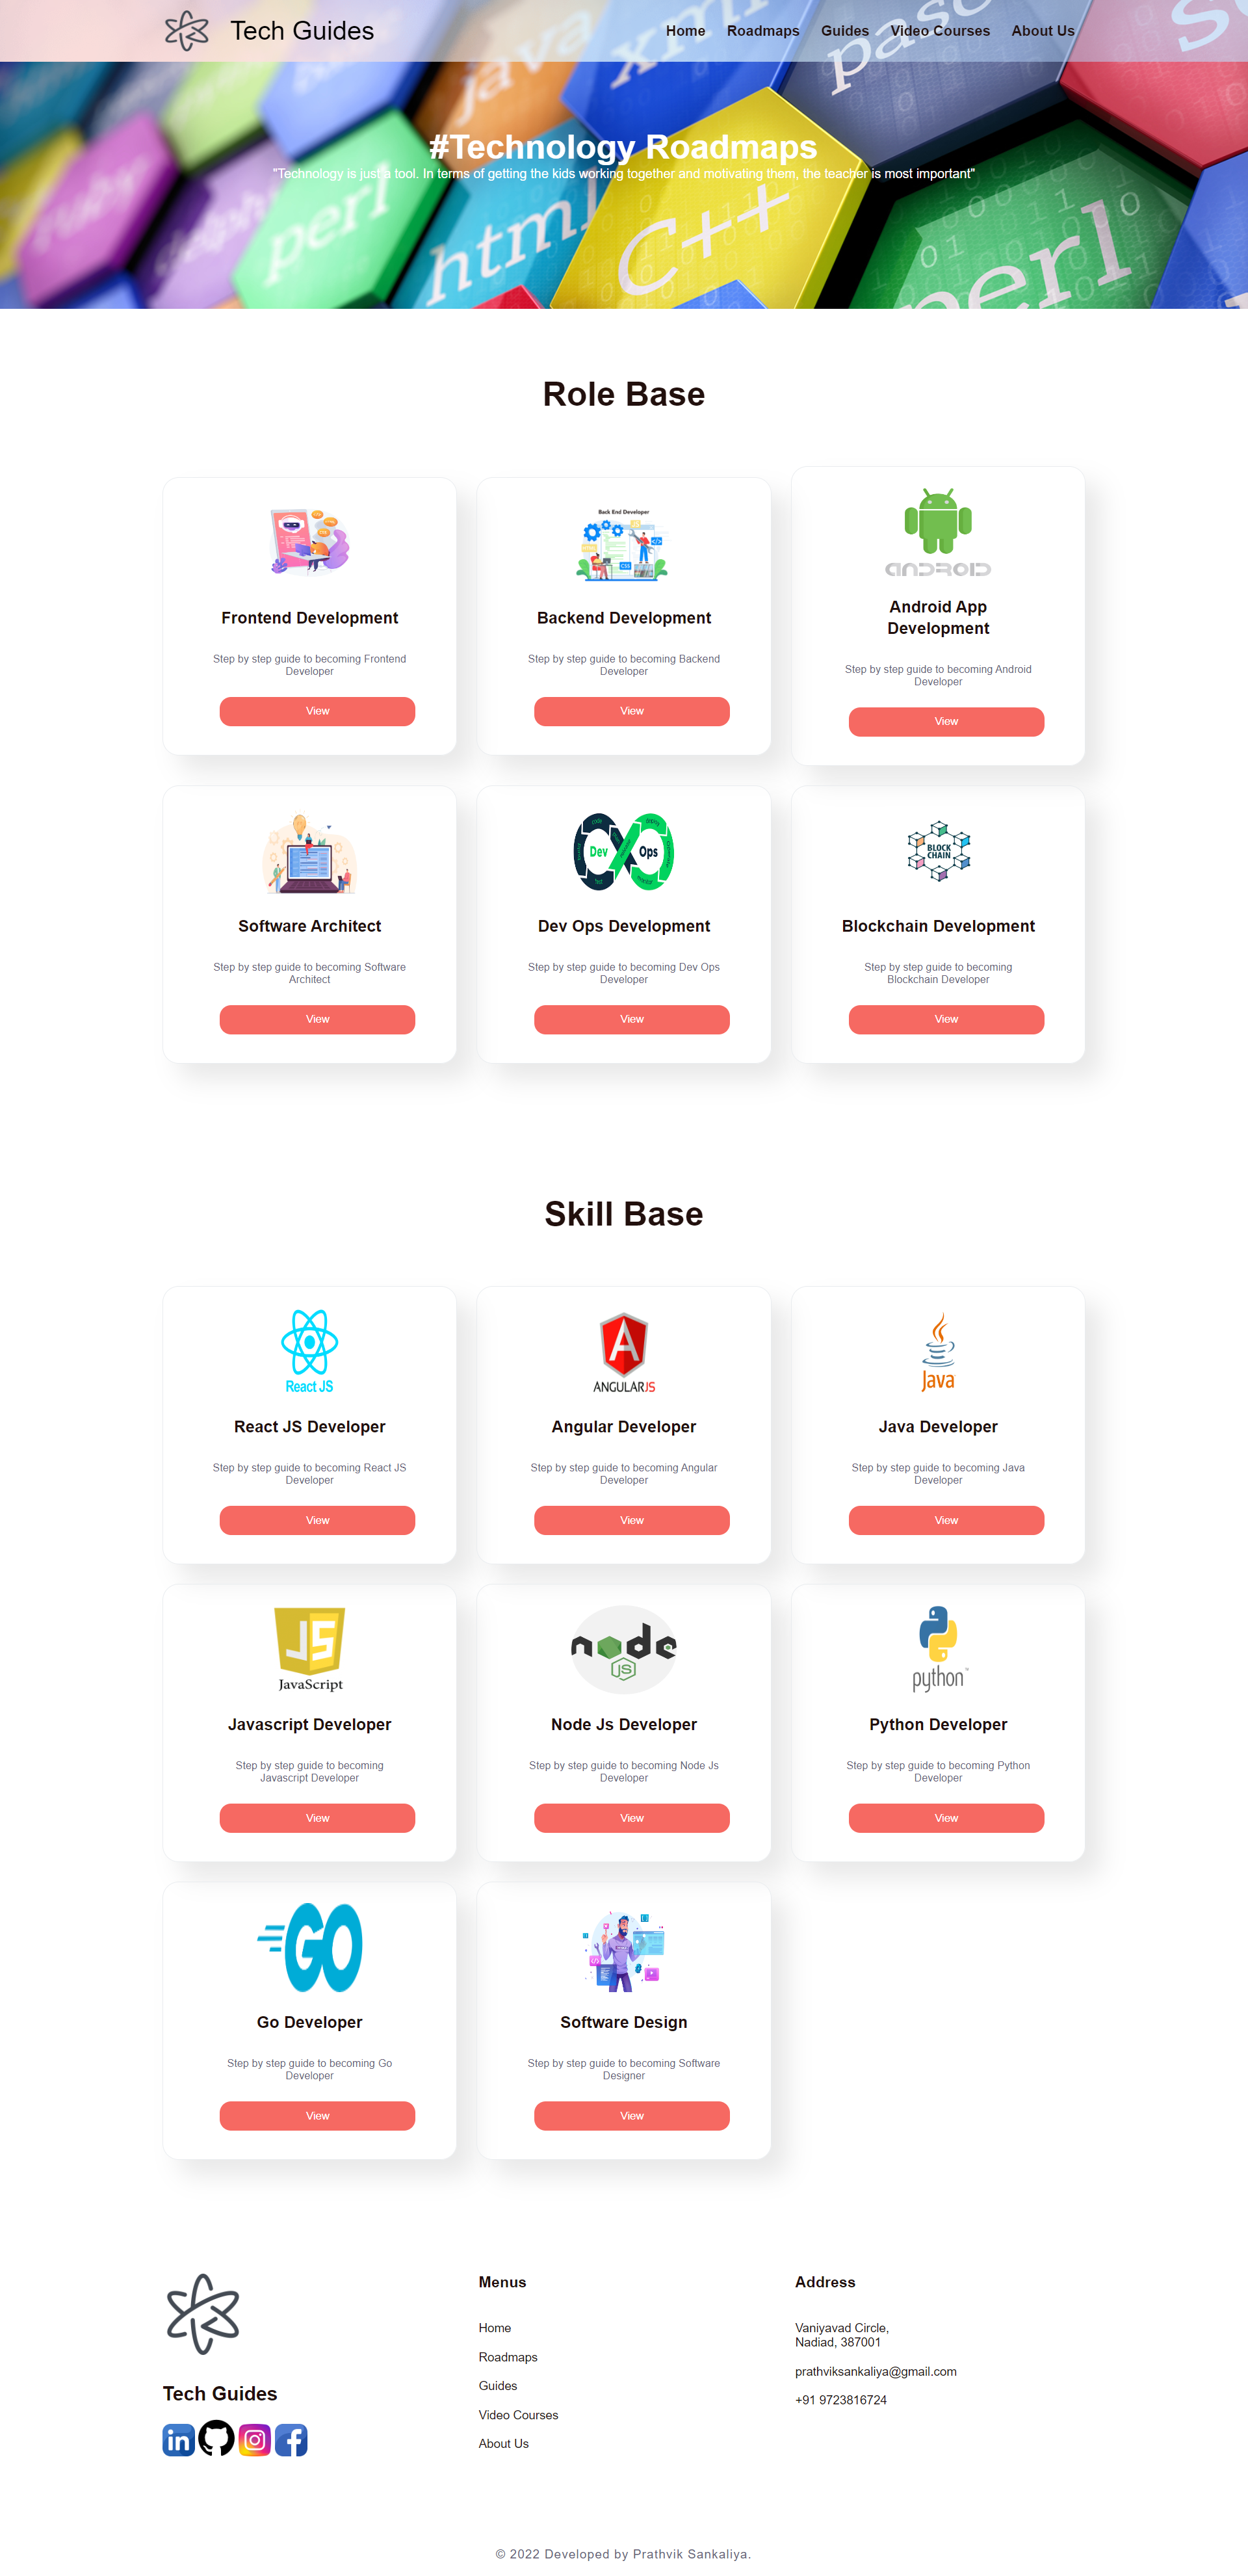 Tech Guides
Home Roadmaps Guides Video Courses About Us
java
xml
pasc
#Technology Roadmaps
"Technology is just a tool. In terms of getting the kids working together and motivating them, the teacher is most important"
perl
html
C++
perl
Role Base
Frontend Development
Step by step guide to becoming Frontend
Developer
View
Back End Developer
CSS
Backend Development
Step by step guide to becoming Backend
Developer
View
ANDROID
Android App
Development
Step by step guide to becoming Android
Developer
View
Software Architect
Step by step guide to becoming Software
Architect
View
Dev Ops
Dev Ops Development
Step by step guide to becoming Dev Ops
Developer
View
BLOCK
CHAIN
Blockchain Development
Step by step guide to becoming
Blockchain Developer
View
Skill Base
React JS
React JS Developer
Step by step guide to becoming React JS
Developer
View
A
ANGULARJS
Angular Developer
Step by step guide to becoming Angular
Developer
View
Java
Java Developer
Step by step guide to becoming Java
Developer
View
JS
JavaScript
Javascript Developer
Step by step guide to becoming
Javascript Developer
View
node
JS
Node Js Developer
Step by step guide to becoming Node Js
Developer
View
python
Python Developer
Step by step guide to becoming Python
Developer
View
GO
Go Developer
Step by step guide to becoming Go
Developer
View
Software Design
Step by step guide to becoming Software
Designer
View
Tech Guides
in f
Menus
Home
Roadmaps
Guides
Video Courses
About Us
Address
Vaniyavad Circle,
Nadiad, 387001
prathviksankaliya@gmail.com
+91 9723816724
© 2022 Developed by Prathvik Sankaliya.